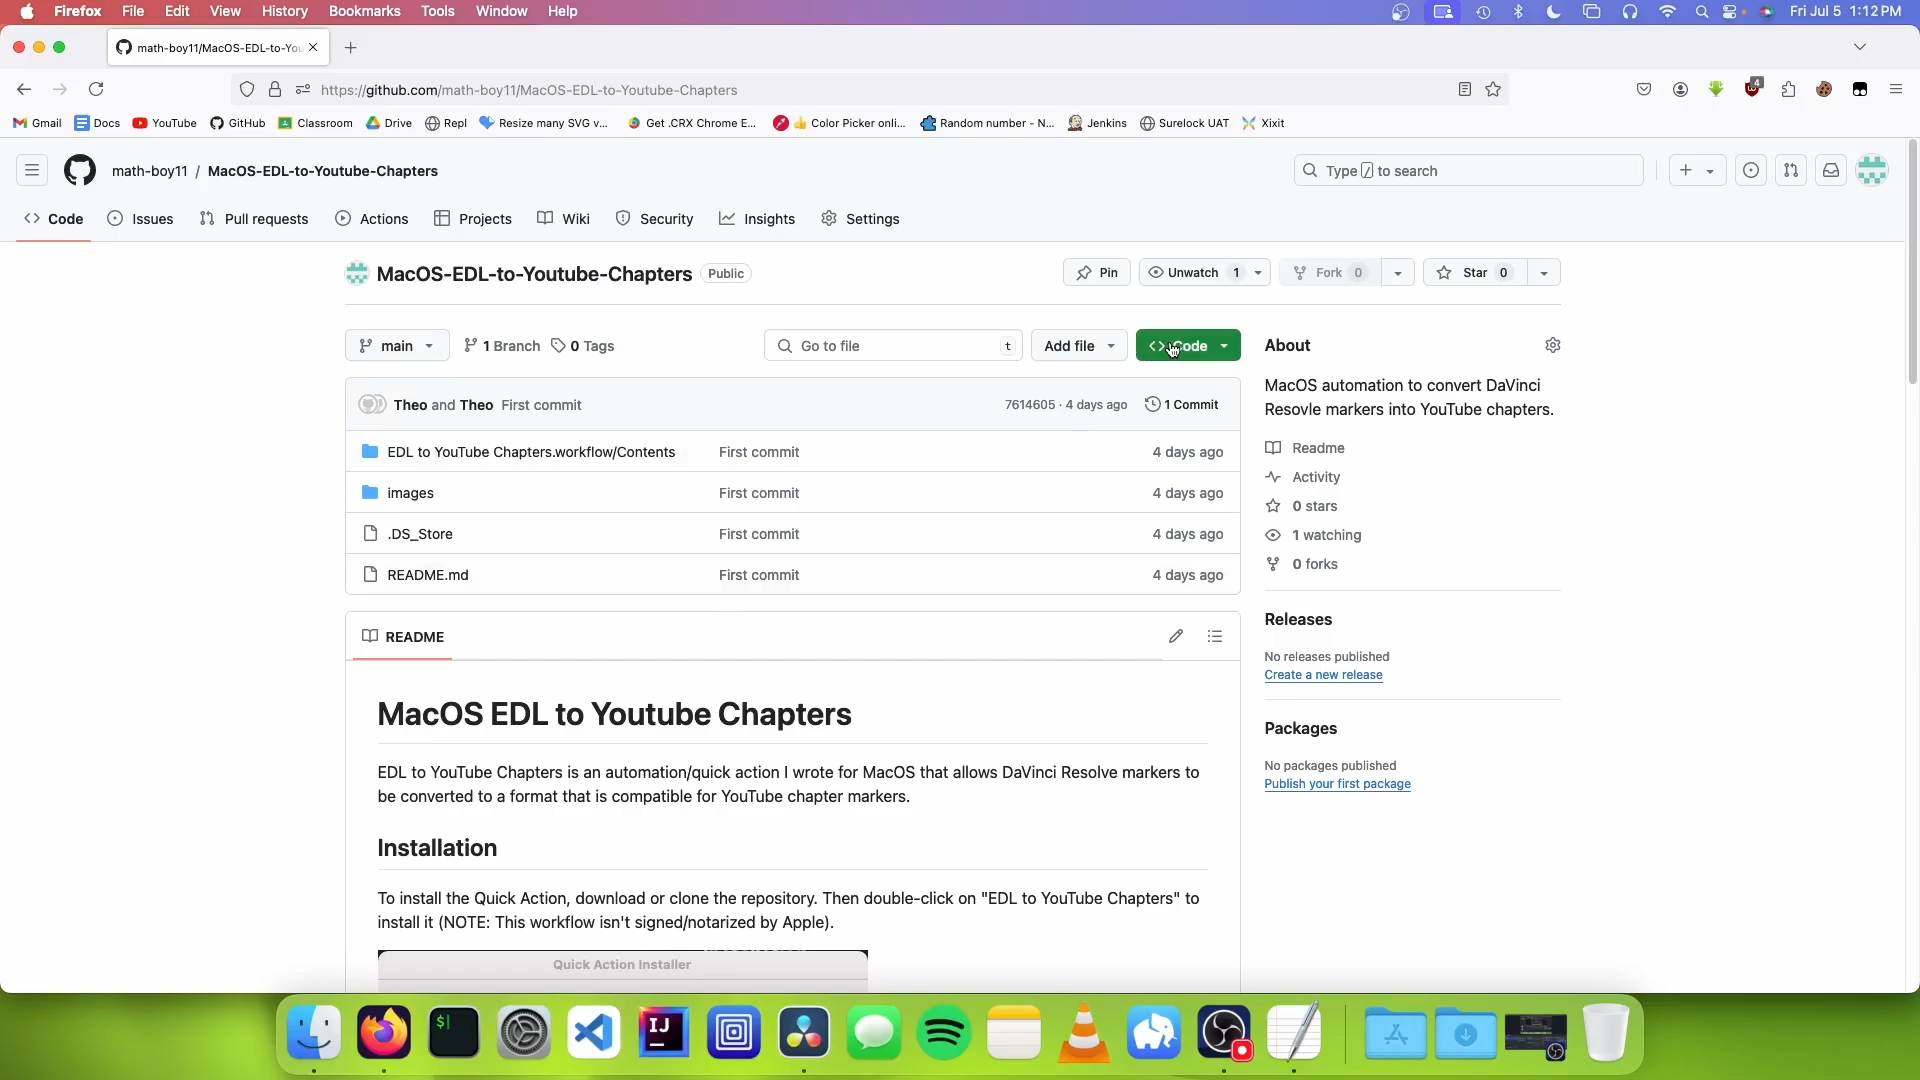 Firefox File Edit View History Bookmarks Tools Window Help Fri Jul 5 1:12 PM
math-boy11/MacOS-EDL-to-You
https://github.com/math-boy11/MacOS-EDL-to-Youtube-Chapters 4
Gmail Docs YouTube GitHub Classroom Drive Repl Resize many SVG v... Get .CRX Chrome E... Color Picker onli... Random number - N... Jenkins Surelock UAT Xixit
math-boy11 / MacOS-EDL-to-Youtube-Chapters Type / to search
Code Issues Pull requests Actions Projects Wiki Security Insights Settings
MacOS-EDL-to-Youtube-Chapters Public Pin Unwatch 1 Fork 0 Star 0
main 1 Branch 0 Tags Go to file t Add file Code About
MacOS automation to convert DaVinci
Resovle markers into YouTube chapters.
Theo and Theo First commit 7614605 · 4 days ago 1 Commit
EDL to YouTube Chapters.workflow/Contents First commit 4 days ago
images First commit 4 days ago
.DS_Store First commit 4 days ago
README.md First commit 4 days ago
Readme
Activity
0 stars
1 watching
0 forks
Releases
No releases published
Create a new release
Packages
No packages published
Publish your first package
README
MacOS EDL to Youtube Chapters
EDL to YouTube Chapters is an automation/quick action I wrote for MacOS that allows DaVinci Resolve markers to
be converted to a format that is compatible for YouTube chapter markers.
Installation
To install the Quick Action, download or clone the repository. Then double-click on "EDL to YouTube Chapters" to
install it (NOTE: This workflow isn't signed/notarized by Apple).
Quick Action Installer
$
IJ